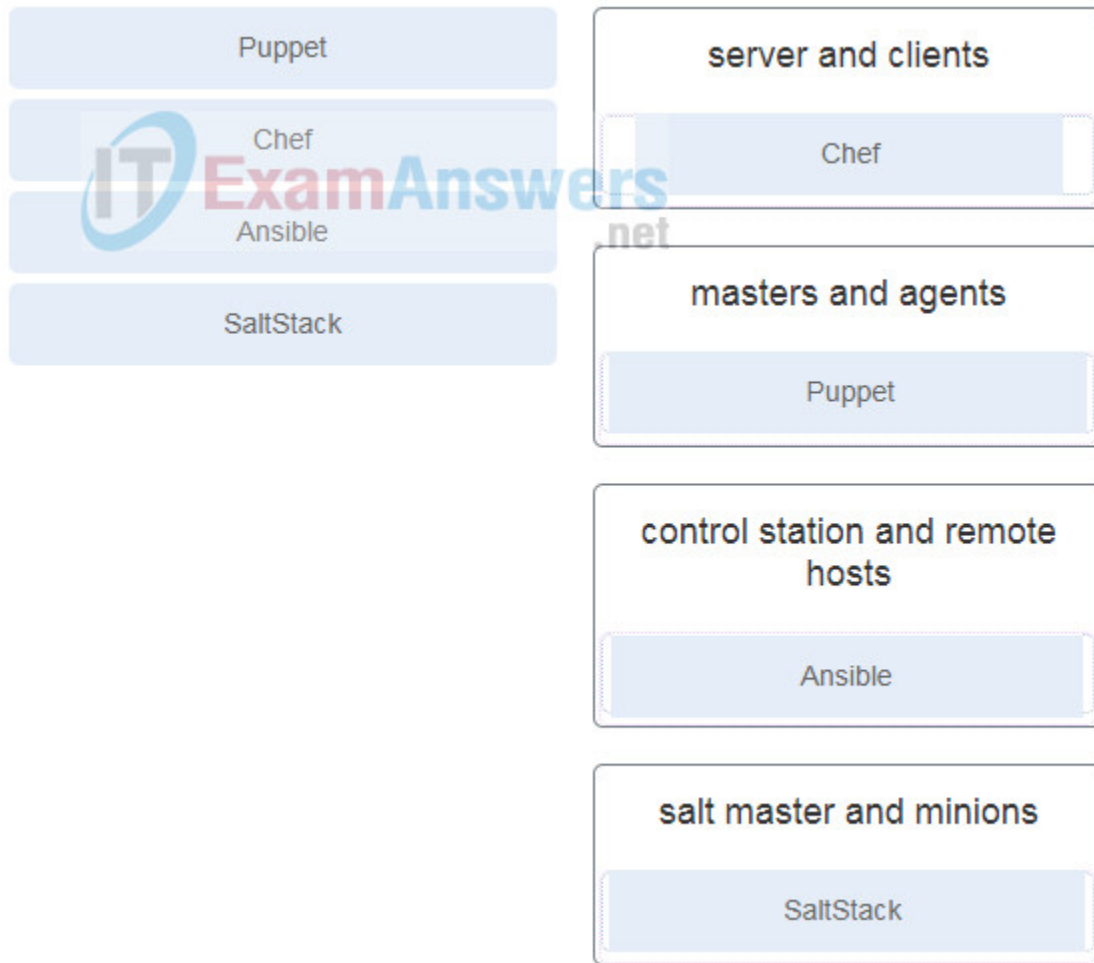 Puppet
Chef
Ansible
SaltStack
ITExamAnswers
.net
server and clients
Chef
masters and agents
Puppet
control station and remote
hosts
Ansible
salt master and minions
SaltStack